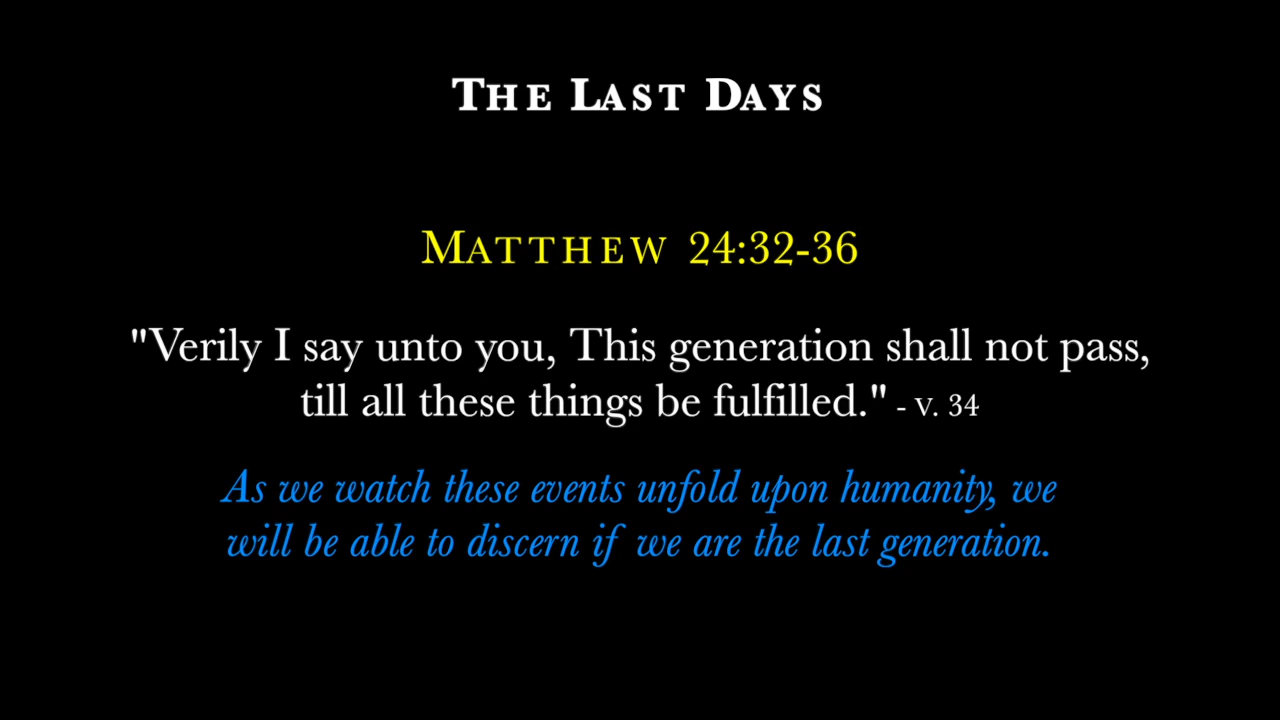 The Last Days
Matthew 24:32-36
"Verily I say unto you, This generation shall not pass,
till all these things be fulfilled." - v. 34
As we watch these events unfold upon humanity, we
will be able to discern if we are the last generation.